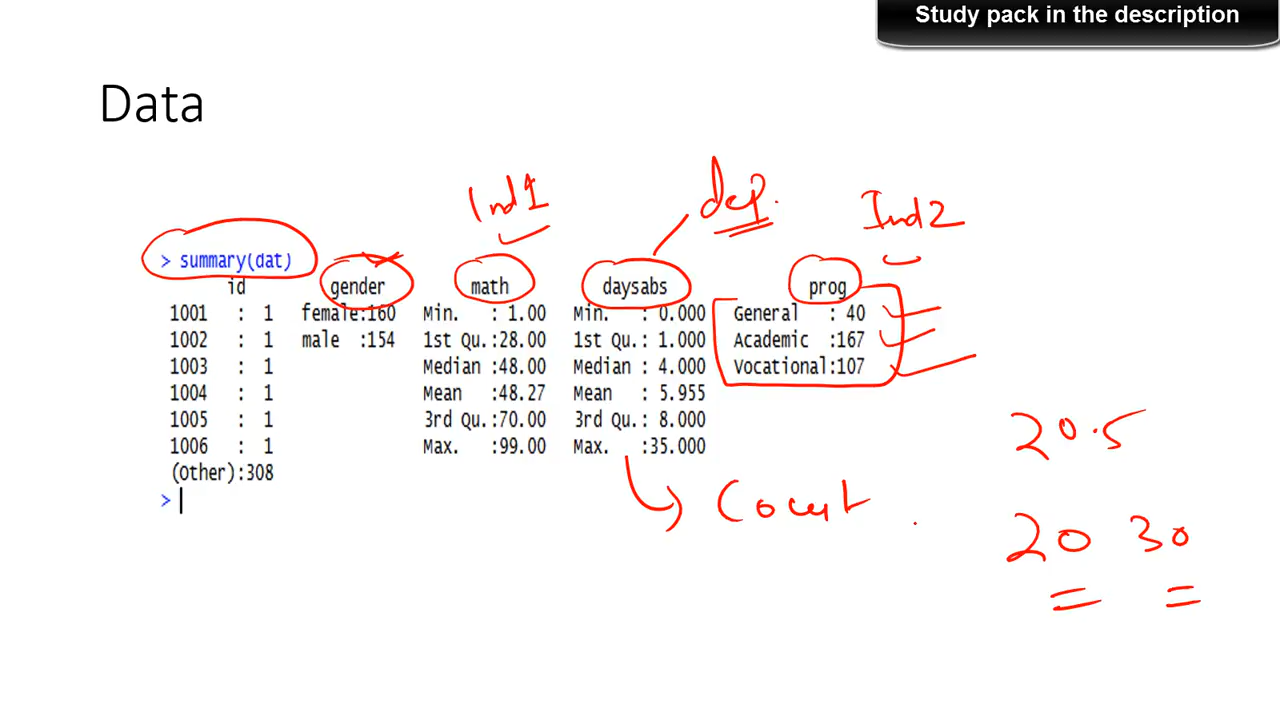 Study pack in the description
Data
Ind1 dep. Ind2
> summary(dat)
id gender math daysabs prog
1001 : 1 female:160 Min. : 1.00 Min. : 0.000 General : 40
1002 : 1 male :154 1st Qu.:28.00 1st Qu.: 1.000 Academic :167
1003 : 1 Median :48.00 Median : 4.000 Vocational:107
1004 : 1 Mean :48.27 Mean : 5.955
1005 : 1 3rd Qu.:70.00 3rd Qu.: 8.000
1006 : 1 Max. :99.00 Max. :35.000
(Other):308
>
20.5
Count
20 30